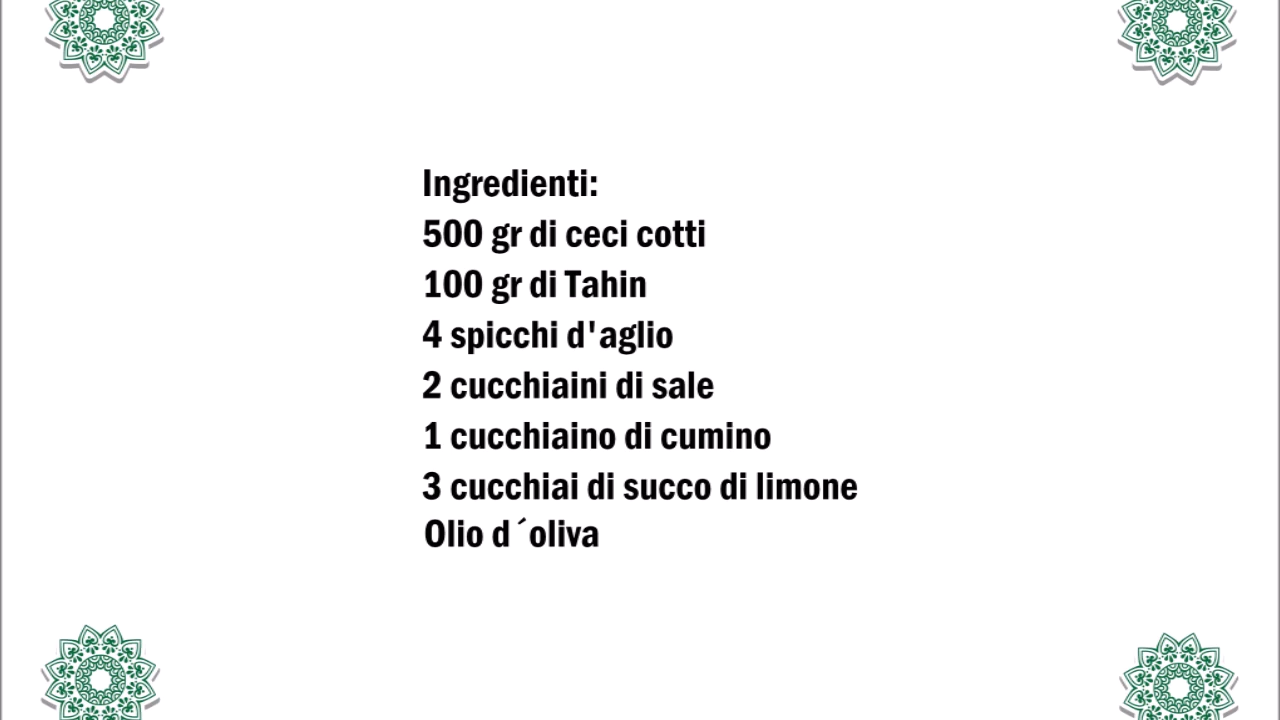 Ingredienti:
500 gr di ceci cotti
100 gr di Tahin
4 spicchi d'aglio
2 cucchiaini di sale
1 cucchiaino di cumino
3 cucchiai di succo di limone
Olio d´oliva